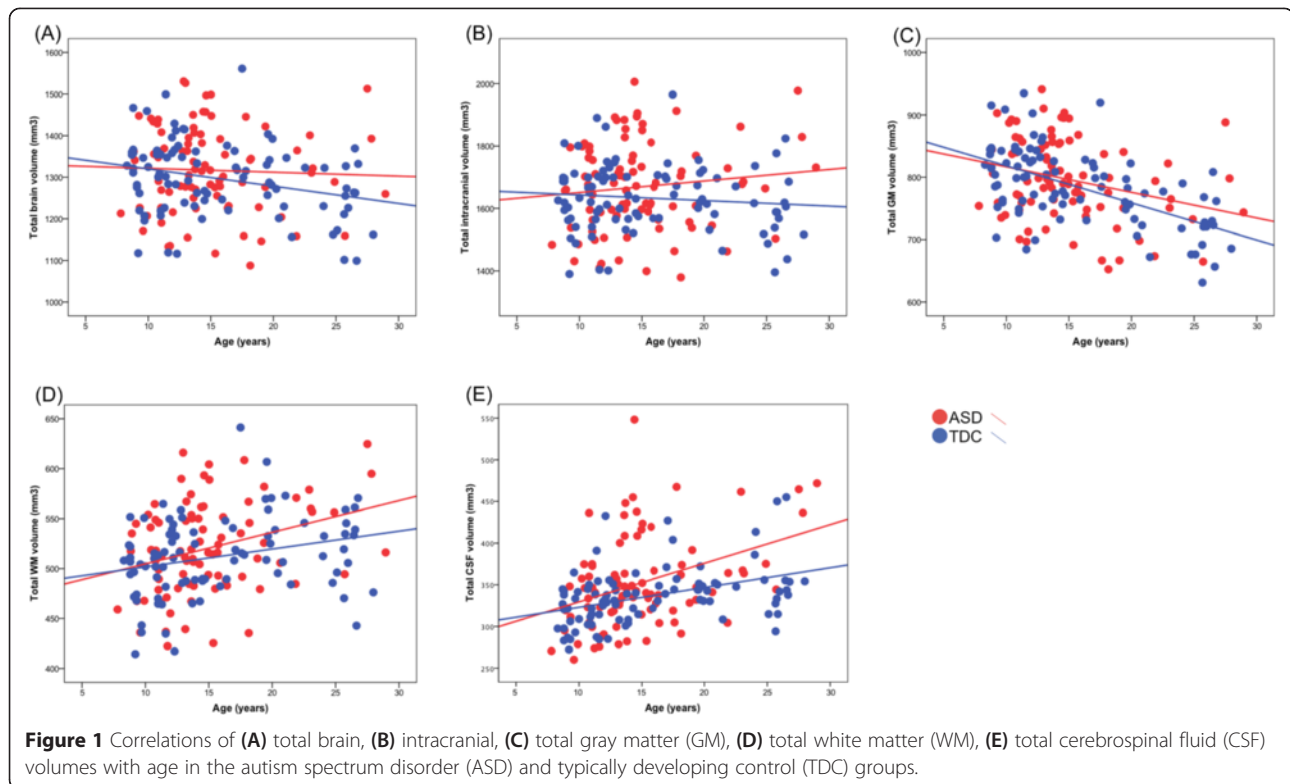 (A)
Total brain volume (mm3)
1600
1500
1400
1300
1200
1100
1000
5 10 15 20 25 30
Age (years)
(B)
Total intracranial volume (mm3)
2000
1800
1600
1400
5 10 15 20 25 30
Age (years)
(C)
Total GM volume (mm3)
1000
900
800
700
600
5 10 15 20 25 30
Age (years)
(D)
Total WM volume (mm3)
650
600
550
500
450
400
5 10 15 20 25 30
Age (years)
(E)
Total CSF volume (mm3)
550
500
450
400
350
300
250
5 10 15 20 25 30
Age (years)
ASD
TDC
Figure 1 Correlations of (A) total brain, (B) intracranial, (C) total gray matter (GM), (D) total white matter (WM), (E) total cerebrospinal fluid (CSF)
volumes with age in the autism spectrum disorder (ASD) and typically developing control (TDC) groups.